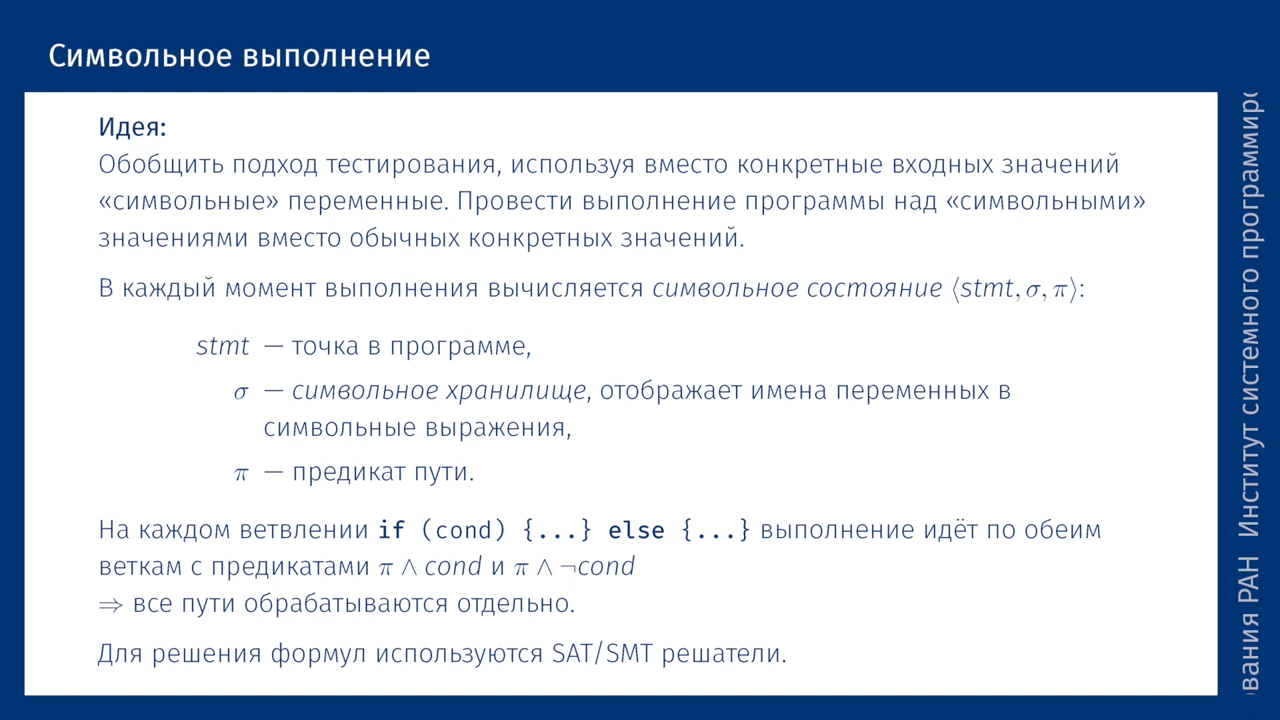 Символьное выполнение
Идея:
Обобщить подход тестирования, используя вместо конкретные входных значений
«символьные» переменные. Провести выполнение программы над «символьными»
значениями вместо обычных конкретных значений.
В каждый момент выполнения вычисляется символьное состояние ⟨stmt, σ, π⟩:
stmt — точка в программе,
σ — символьное хранилище, отображает имена переменных в
символьные выражения,
π — предикат пути.
На каждом ветвлении if (cond) {...} else {...} выполнение идёт по обеим
веткам с предикатами π ∧ cond и π ∧ ¬cond
⇒ все пути обрабатываются отдельно.
Для решения формул используются SAT/SMT решатели.
вания РАН Институт системного программир